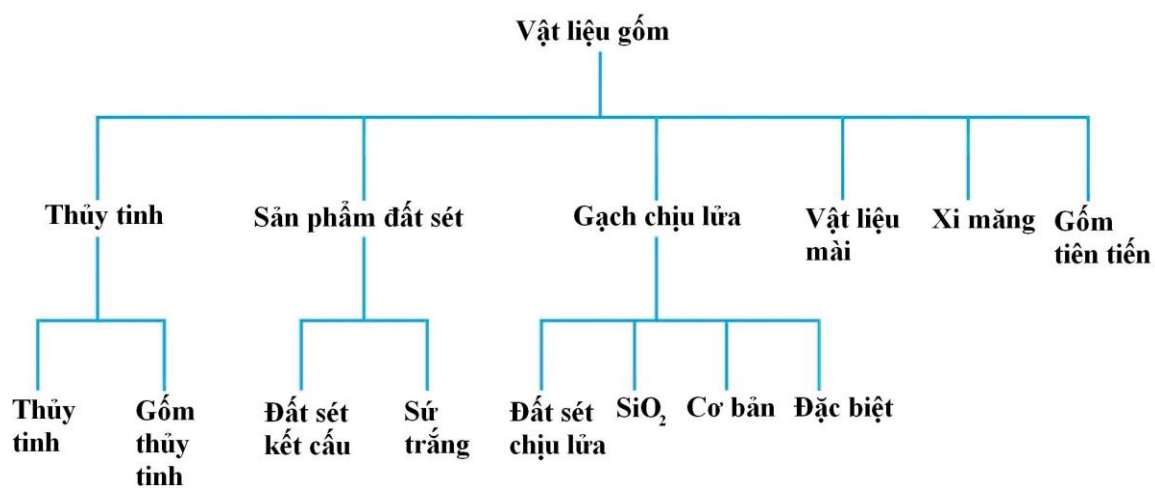 Vật liệu gốm
Thủy tinh
Sản phẩm đất sét
Gạch chịu lửa
Vật liệu
mài
Xi măng
Gốm
tiên tiến
Thủy
tinh
Gốm
thủy
tinh
Đất sét
kết cấu
Sứ
trắng
Đất sét
chịu lửa
SiO₂
Cơ bản
Đặc biệt